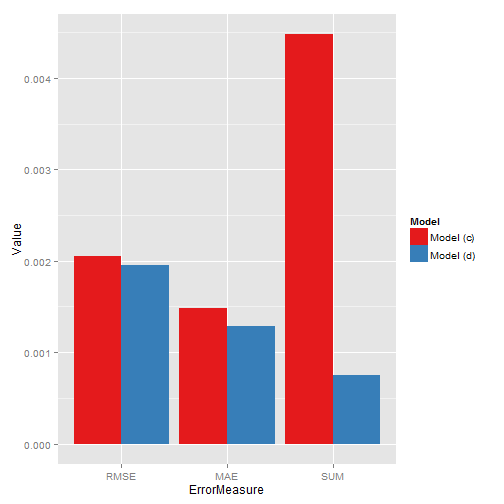 Value
0.004
0.003
0.002
0.001
0.000
RMSE MAE SUM
ErrorMeasure
Model
Model (c)
Model (d)